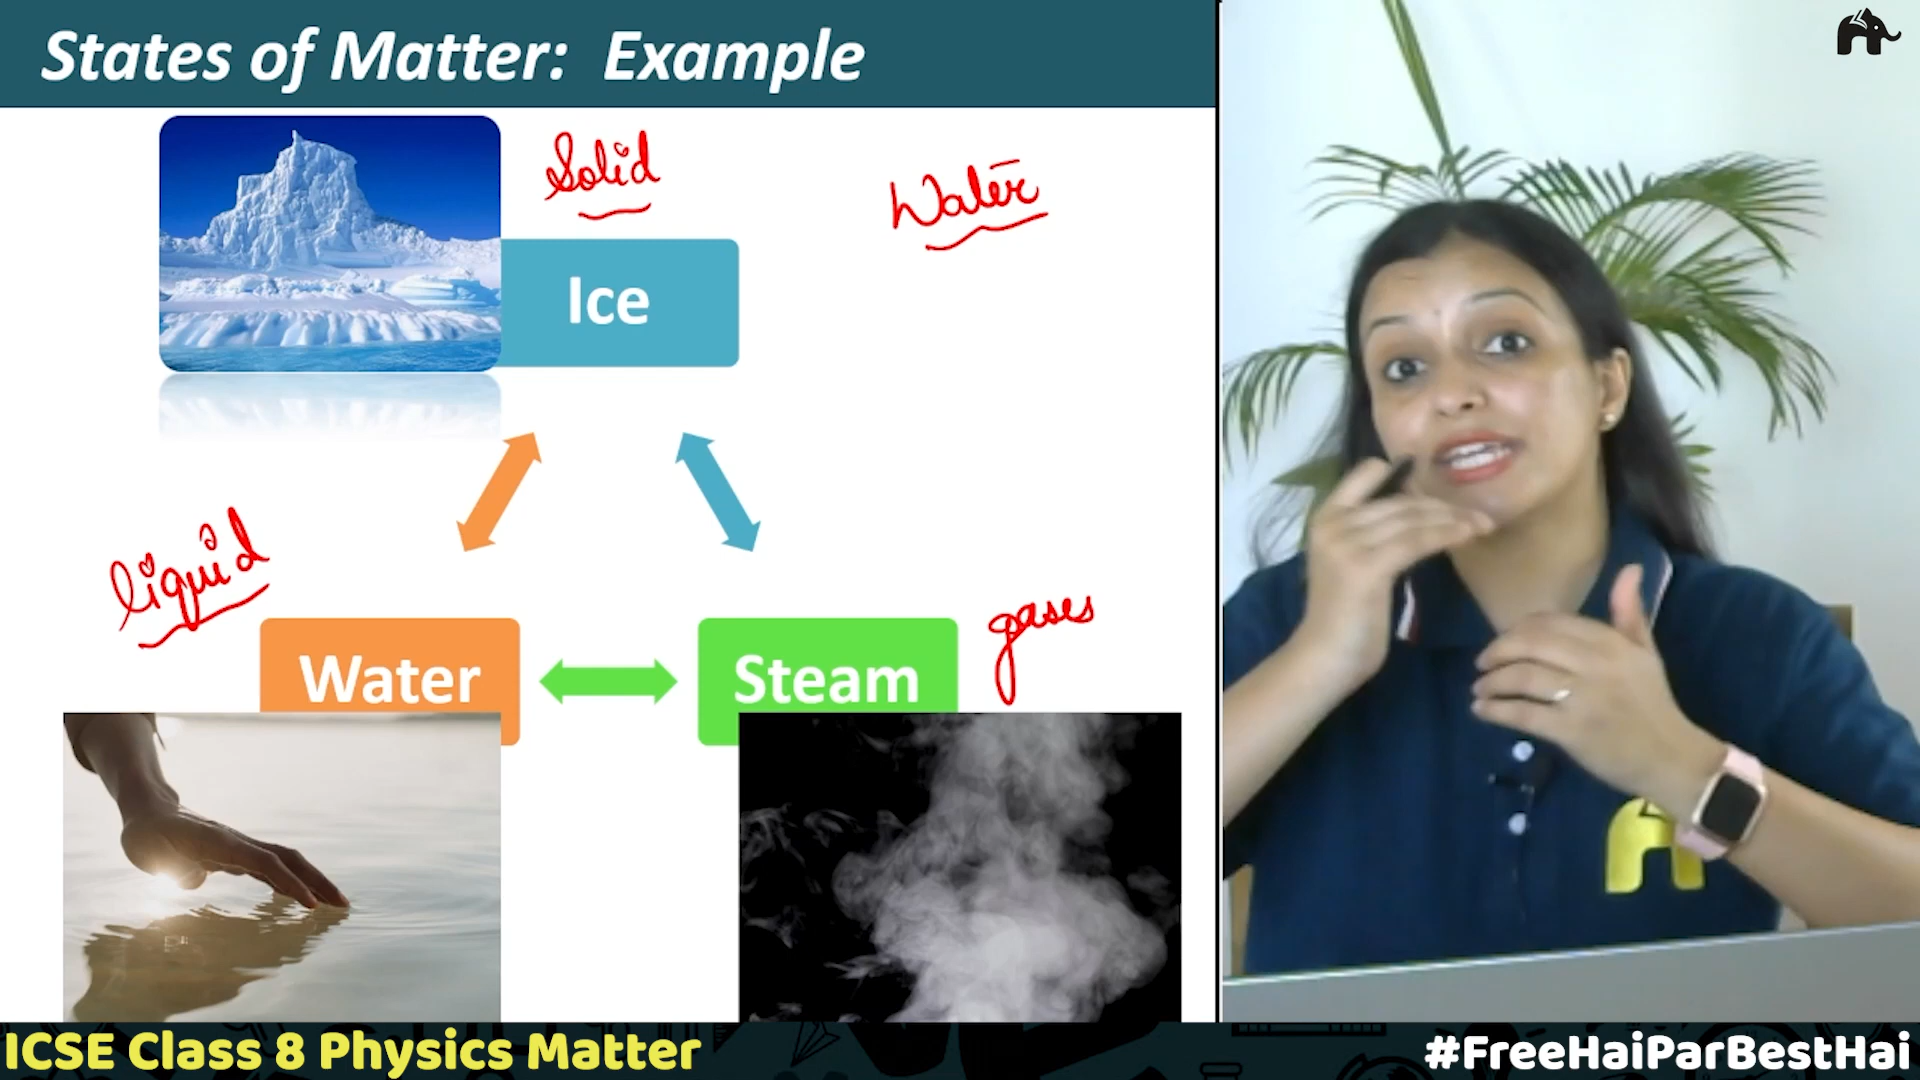 States of Matter: Example
Solid
Water
Ice
liquid
gases
Water
Steam
ICSE Class 8 Physics Matter
#FreeHaiParBestHai